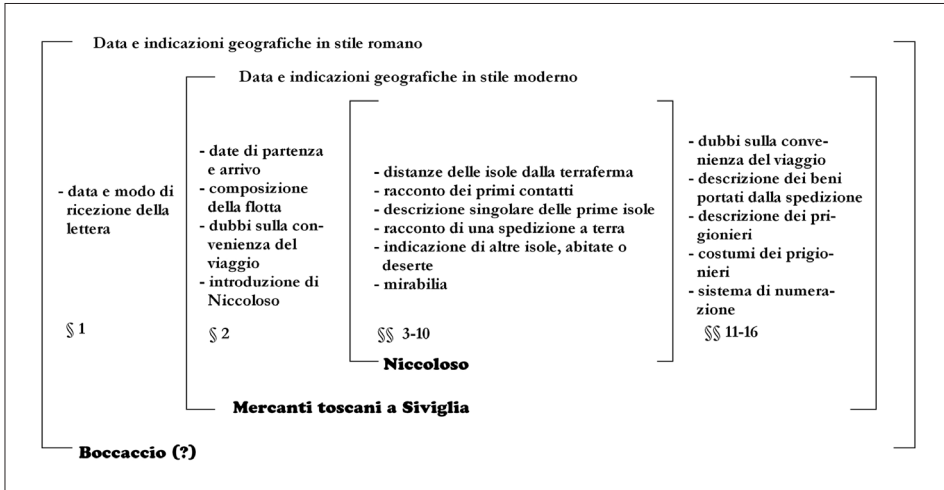 Data e indicazioni geografiche in stile romano
Data e indicazioni geografiche in stile moderno
- data e modo di
ricezione della
lettera
§ 1
- date di partenza
e arrivo
- composizione
della flotta
- dubbi sulla con-
venienza del
viaggio
- introduzione di
Niccoloso
§ 2
- distanze delle isole dalla terraferma
- racconto dei primi contatti
- descrizione singolare delle prime isole
- racconto di una spedizione a terra
- indicazione di altre isole, abitate o
deserte
- mirabilia
§§ 3-10
- dubbi sulla conve-
nienza del viaggio
- descrizione dei beni
portati dalla spedizione
- descrizione dei pri-
gionieri
- costumi dei prigio-
nieri
- sistema di numera-
zione
§§ 11-16
Niccoloso
Mercanti toscani a Siviglia
Boccaccio (?)